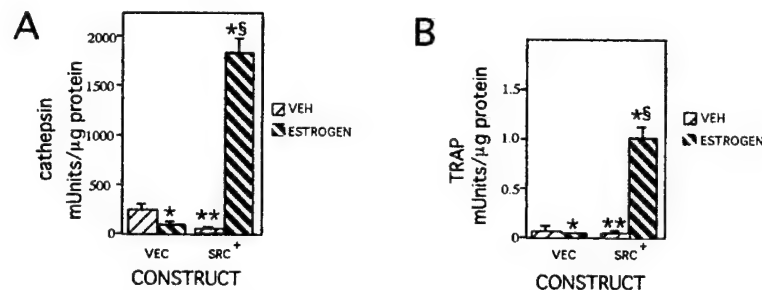 A
cathepsin
mUnits/µg protein
2000
1500
1000
500
0
*
**
*§
VEC
SRC+
CONSTRUCT
VEH
ESTROGEN
B
TRAP
mUnits/µg protein
1.5
1.0
0.5
0
*
**
*§
VEC
SRC+
CONSTRUCT
VEH
ESTROGEN